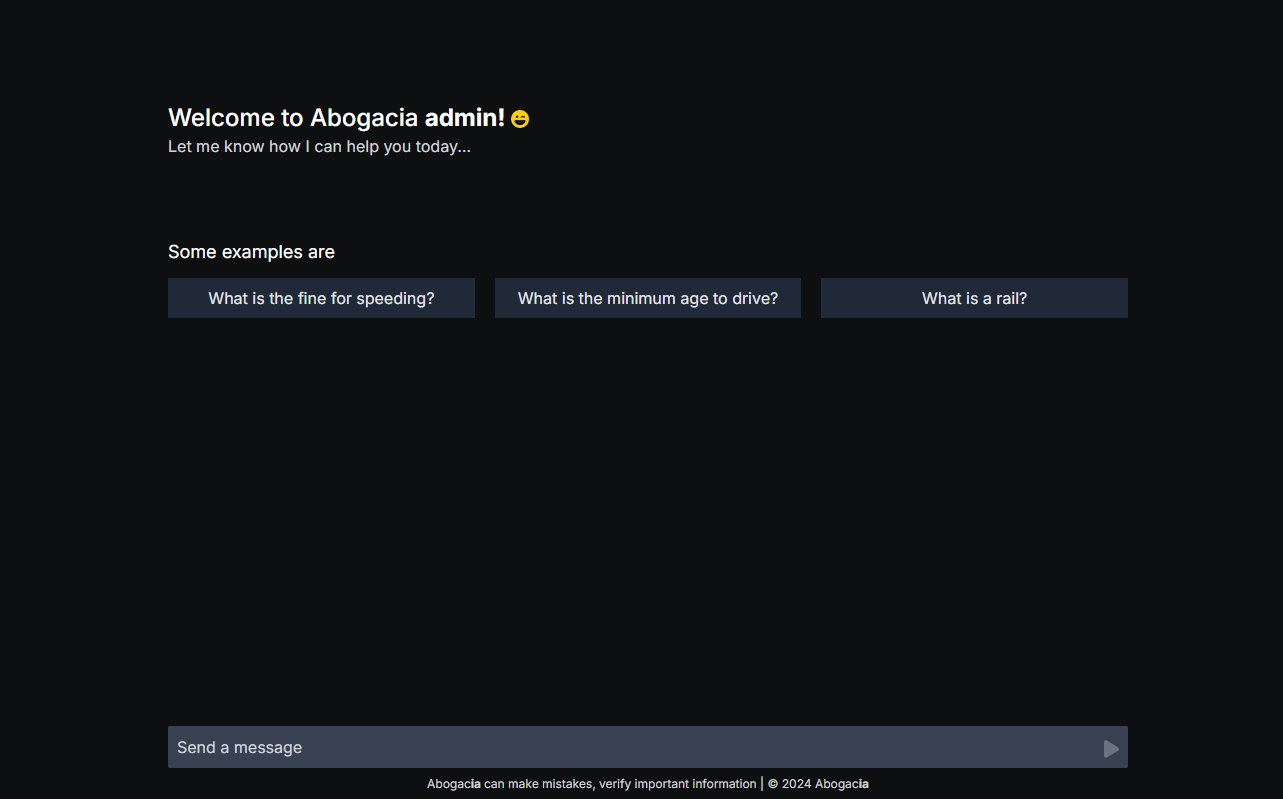 Welcome to Abogacia admin! 😄
Let me know how I can help you today...
Some examples are
What is the fine for speeding?
What is the minimum age to drive?
What is a rail?
Send a message
Abogacia can make mistakes, verify important information | © 2024 Abogacia